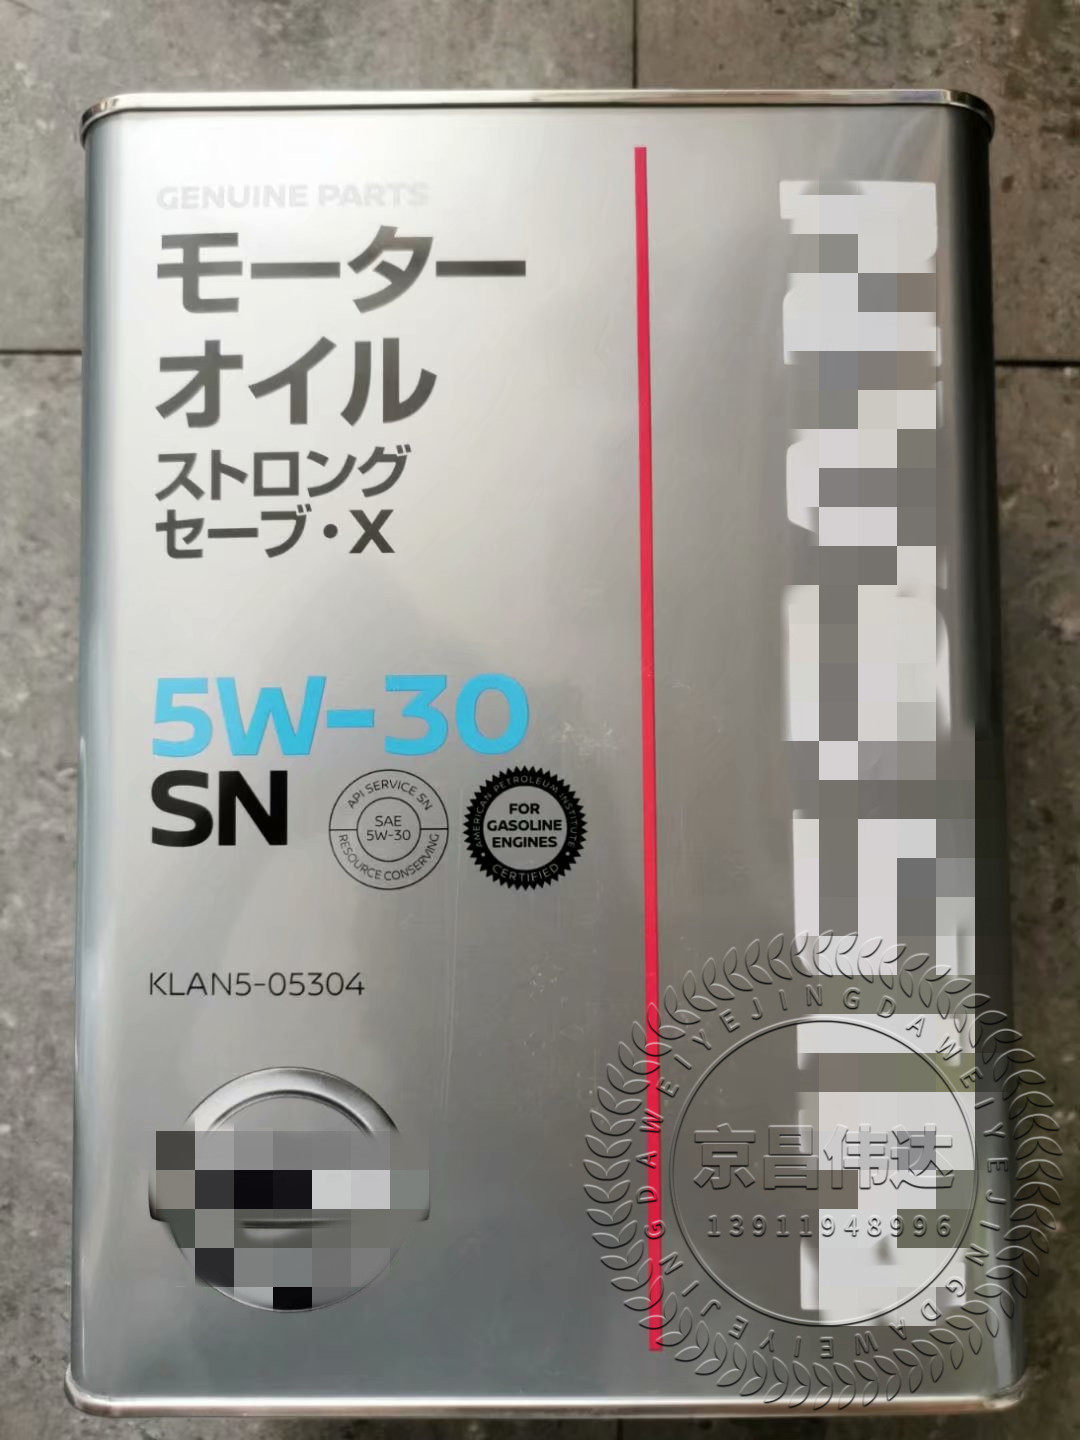 GENUINE PARTS
モーター
オイル
ストロング
セーブ・X
5W-30
SN
API SERVICE SN
SAE
5W-30
RESOURCE CONSERVING
AMERICAN PETROLEUM INSTITUTE
FOR
GASOLINE
ENGINES
CERTIFIED
KLAN5-05304
JINGDAWEIYEJINGDAWEIYEJINGDAWEIYE
京昌伟达
13911948996